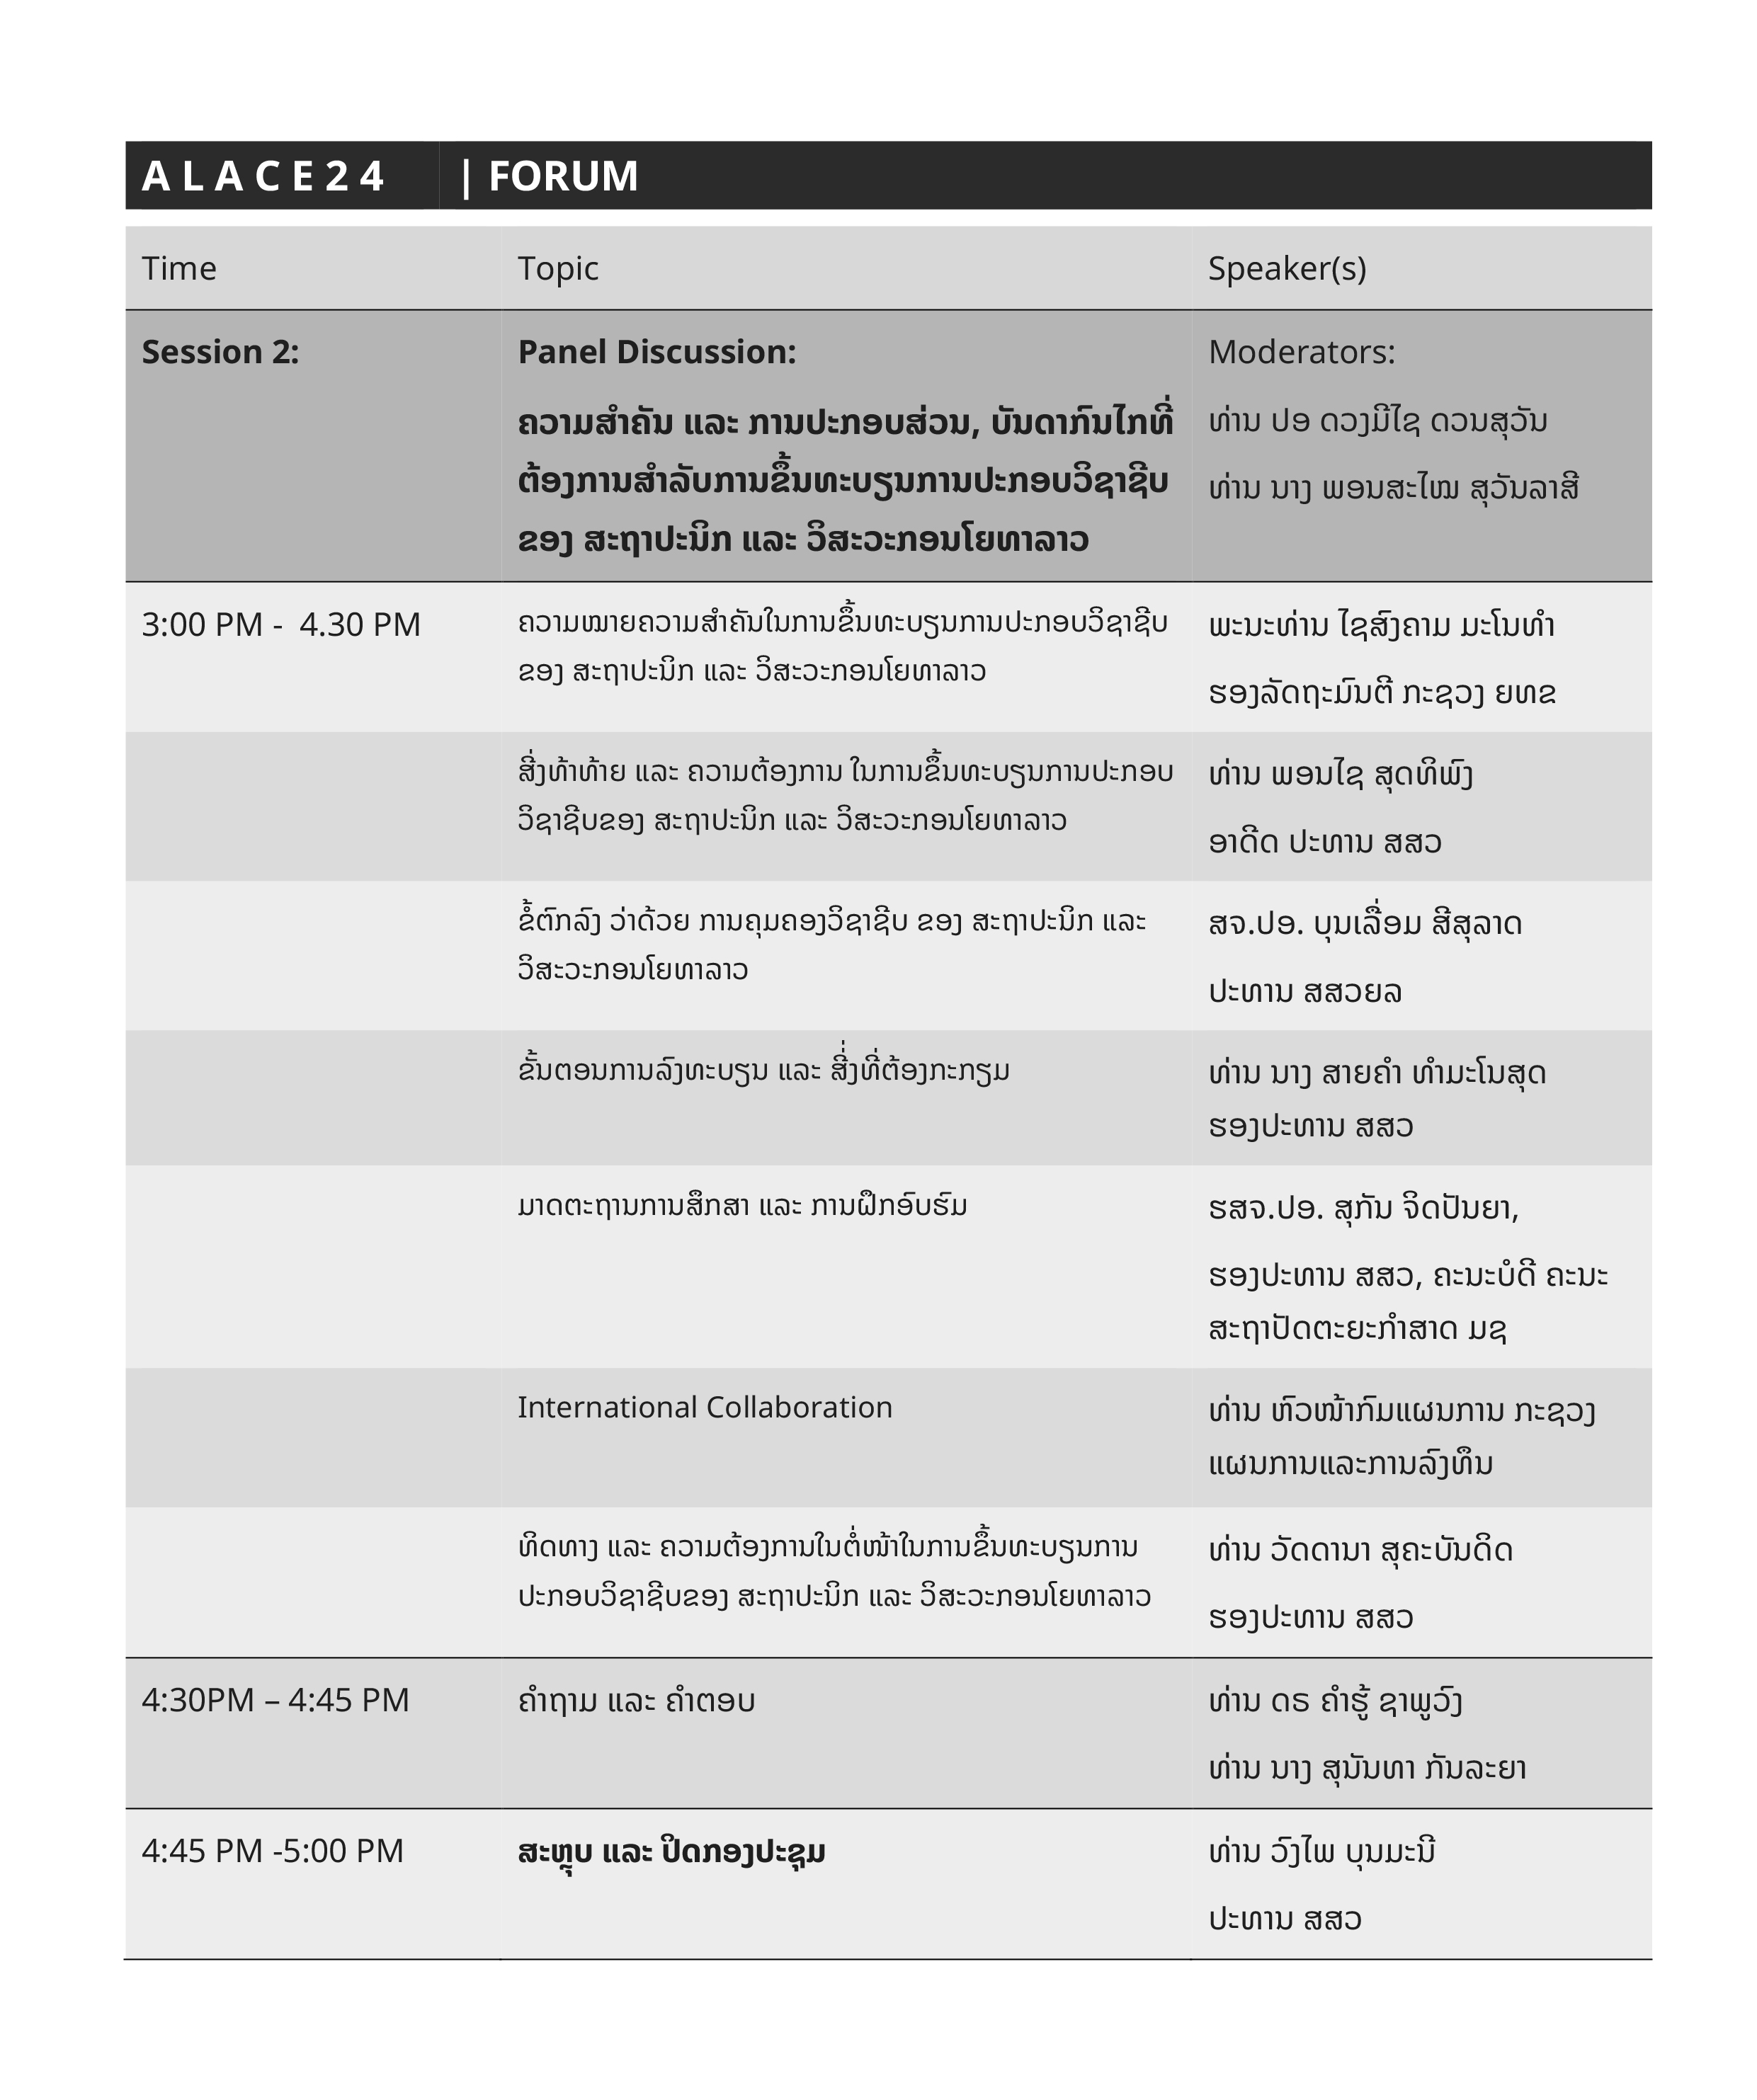 ALACE24 | FORUM
Time Topic Speaker(s)
Session 2: Panel Discussion: Moderators:
ຄວາມສຳຄັນ ແລະ ການປະກອບສ່ວນ, ບັນດາກົນໄກທີ່
ຕ້ອງການສຳລັບການຂຶ້ນທະບຽນການປະກອບວິຊາຊີບ
ຂອງ ສະຖາປະນິກ ແລະ ວິສະວະກອນໂຍທາລາວ
ທ່ານ ປອ ດວງມີໄຊ ດວນສຸວັນ
ທ່ານ ນາງ ພອນສະໄໝ ສຸວັນລາສີ
3:00 PM - 4.30 PM
ຄວາມໝາຍຄວາມສຳຄັນໃນການຂຶ້ນທະບຽນການປະກອບວິຊາຊີບ
ຂອງ ສະຖາປະນິກ ແລະ ວິສະວະກອນໂຍທາລາວ
ພະນະທ່ານ ໄຊສົງຄາມ ມະໂນທຳ
ຮອງລັດຖະມົນຕີ ກະຊວງ ຍທຂ
ສີ່ງທ້າທ້າຍ ແລະ ຄວາມຕ້ອງການ ໃນການຂຶ້ນທະບຽນການປະກອບ
ວິຊາຊີບຂອງ ສະຖາປະນິກ ແລະ ວິສະວະກອນໂຍທາລາວ
ທ່ານ ພອນໄຊ ສຸດທິພົງ
ອາດີດ ປະທານ ສສວ
ຂໍ້ຕົກລົງ ວ່າດ້ວຍ ການຄຸມຄອງວິຊາຊີບ ຂອງ ສະຖາປະນິກ ແລະ
ວິສະວະກອນໂຍທາລາວ
ສຈ.ປອ. ບຸນເລື່ອມ ສີສຸລາດ
ປະທານ ສສວຍລ
ຂັ້ນຕອນການລົງທະບຽນ ແລະ ສີ່່ງທີ່ຕ້ອງກະກຽມ
ທ່ານ ນາງ ສາຍຄຳ ທຳມະໂນສຸດ
ຮອງປະທານ ສສວ
ມາດຕະຖານການສຶກສາ ແລະ ການຝຶກອົບຮົມ
ຮສຈ.ປອ. ສຸກັນ ຈິດປັນຍາ,
ຮອງປະທານ ສສວ, ຄະນະບໍດີ ຄະນະ
ສະຖາປັດຕະຍະກຳສາດ ມຊ
International Collaboration
ທ່ານ ຫົວໜ້າກົມແຜນການ ກະຊວງ
ແຜນການແລະການລົງທຶນ
ທິດທາງ ແລະ ຄວາມຕ້ອງການໃນຕໍ່ໜ້າໃນການຂຶ້ນທະບຽນການ
ປະກອບວິຊາຊີບຂອງ ສະຖາປະນິກ ແລະ ວິສະວະກອນໂຍທາລາວ
ທ່ານ ວັດດານາ ສຸຄະບັນດິດ
ຮອງປະທານ ສສວ
4:30PM – 4:45 PM ຄຳຖາມ ແລະ ຄຳຕອບ ທ່ານ ດຣ ຄຳຮູ້ ຊາພູວົງ
ທ່ານ ນາງ ສຸນັນທາ ກັນລະຍາ
4:45 PM -5:00 PM ສະຫຼຸບ ແລະ ປິດກອງປະຊຸມ ທ່ານ ວົງໄພ ບຸນມະນີ
ປະທານ ສສວ